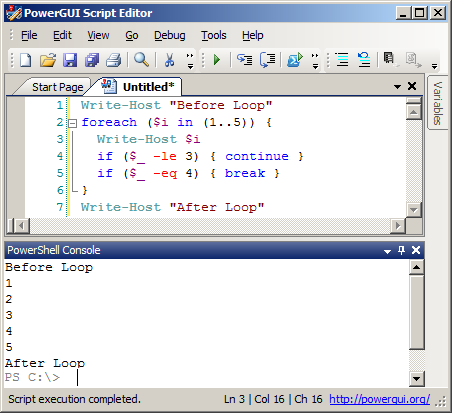 PowerGUI Script Editor
File Edit View Go Debug Tools Help
Start Page Untitled*
Variables
1 Write-Host "Before Loop"
2 foreach ($i in (1..5)) {
3 Write-Host $i
4 if ($_ -le 3) { continue }
5 if ($_ -eq 4) { break }
6 }
7 Write-Host "After Loop"
PowerShell Console
Before Loop
1
2
3
4
5
After Loop
PS C:\>
Script execution completed. Ln 3 | Col 16 | Ch 16 http://powergui.org/